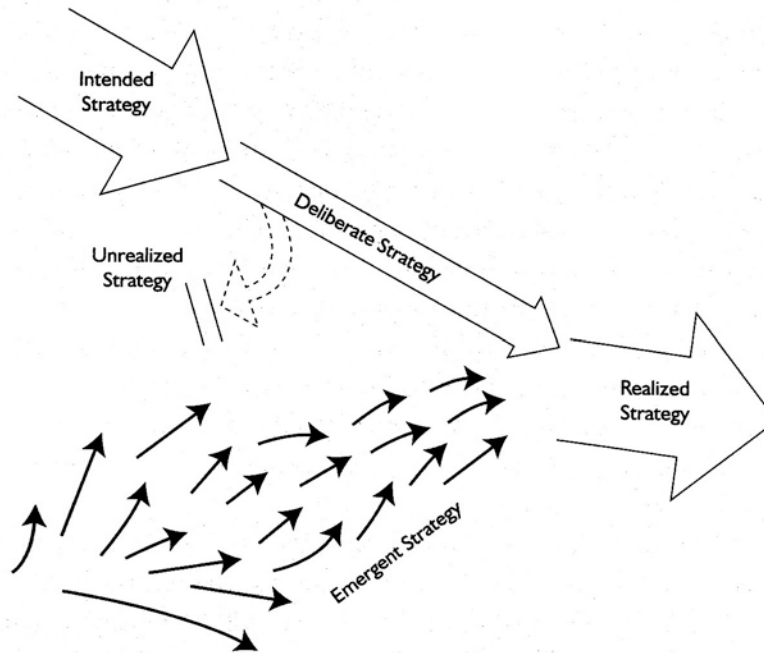 Intended
Strategy
Deliberate Strategy
Unrealized
Strategy
Realized
Strategy
Emergent Strategy